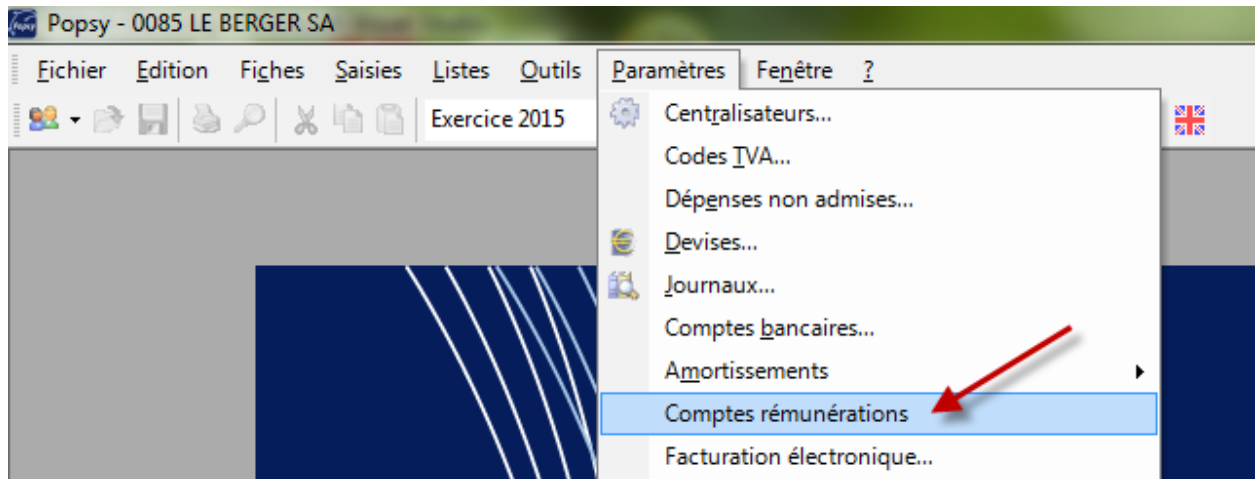 Popsy - 0085 LE BERGER SA
Fichier Edition Fiches Saisies Listes Outils Paramètres Fenêtre ?
Exercice 2015
Centralisateurs...
Codes TVA...
Dépenses non admises...
Devises...
Journaux...
Comptes bancaires...
Amortissements
Comptes rémunérations
Facturation électronique...